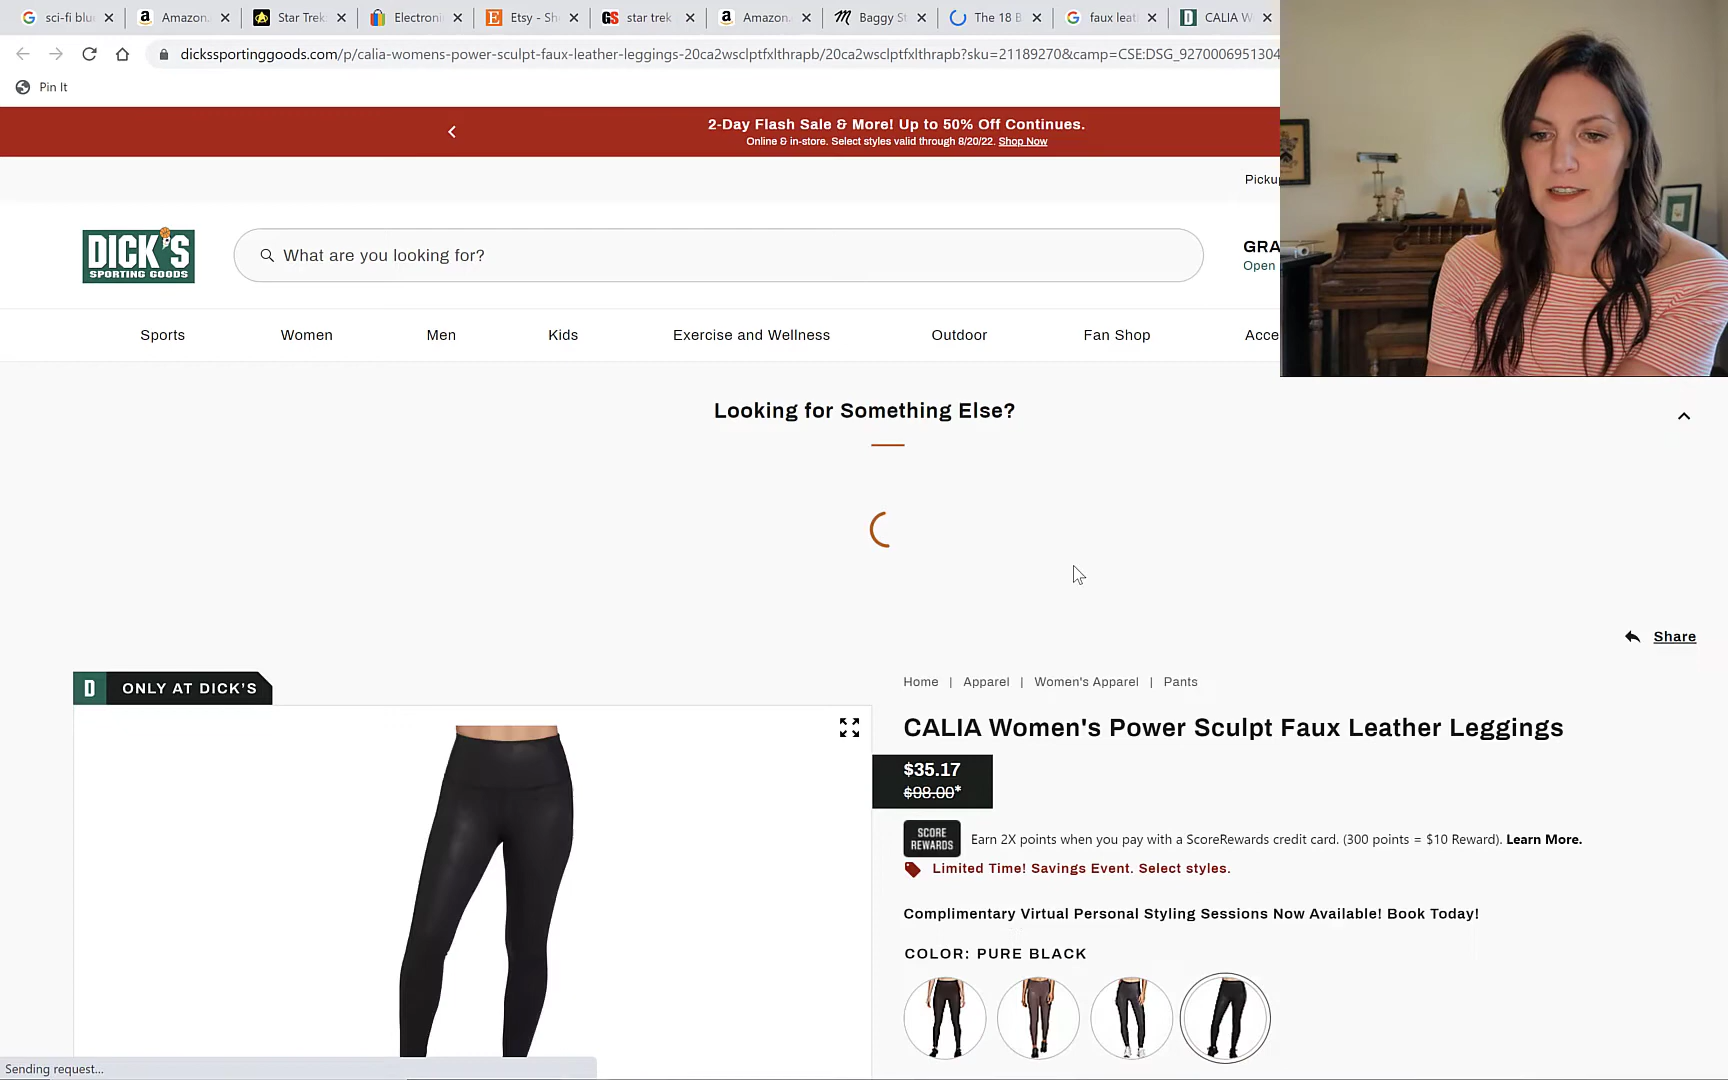 sci-fi blu
Amazon.
Star Trek
Electroni
Etsy - Sh
star trek
Amazon.
Baggy St
The 18 B
faux leat
CALIA W
dickssportinggoods.com/p/calia-womens-power-sculpt-faux-leather-leggings-20ca2wsclptfxlthrapb/20ca2wsclptfxlthrapb?sku=21189270&camp=CSE:DSG_9270006951304
Pin It
2-Day Flash Sale & More! Up to 50% Off Continues.
Online & in-store. Select styles valid through 8/20/22. Shop Now
Pickup
DICK'S
SPORTING GOODS
What are you looking for?
GRA
Open
Sports
Women
Men
Kids
Exercise and Wellness
Outdoor
Fan Shop
Acce
Looking for Something Else?
Share
D ONLY AT DICK'S
Home | Apparel | Women's Apparel | Pants
CALIA Women's Power Sculpt Faux Leather Leggings
$35.17
$98.00*
SCORE
REWARDS
Earn 2X points when you pay with a ScoreRewards credit card. (300 points = $10 Reward). Learn More.
Limited Time! Savings Event. Select styles.
Complimentary Virtual Personal Styling Sessions Now Available! Book Today!
COLOR: PURE BLACK
Sending request...